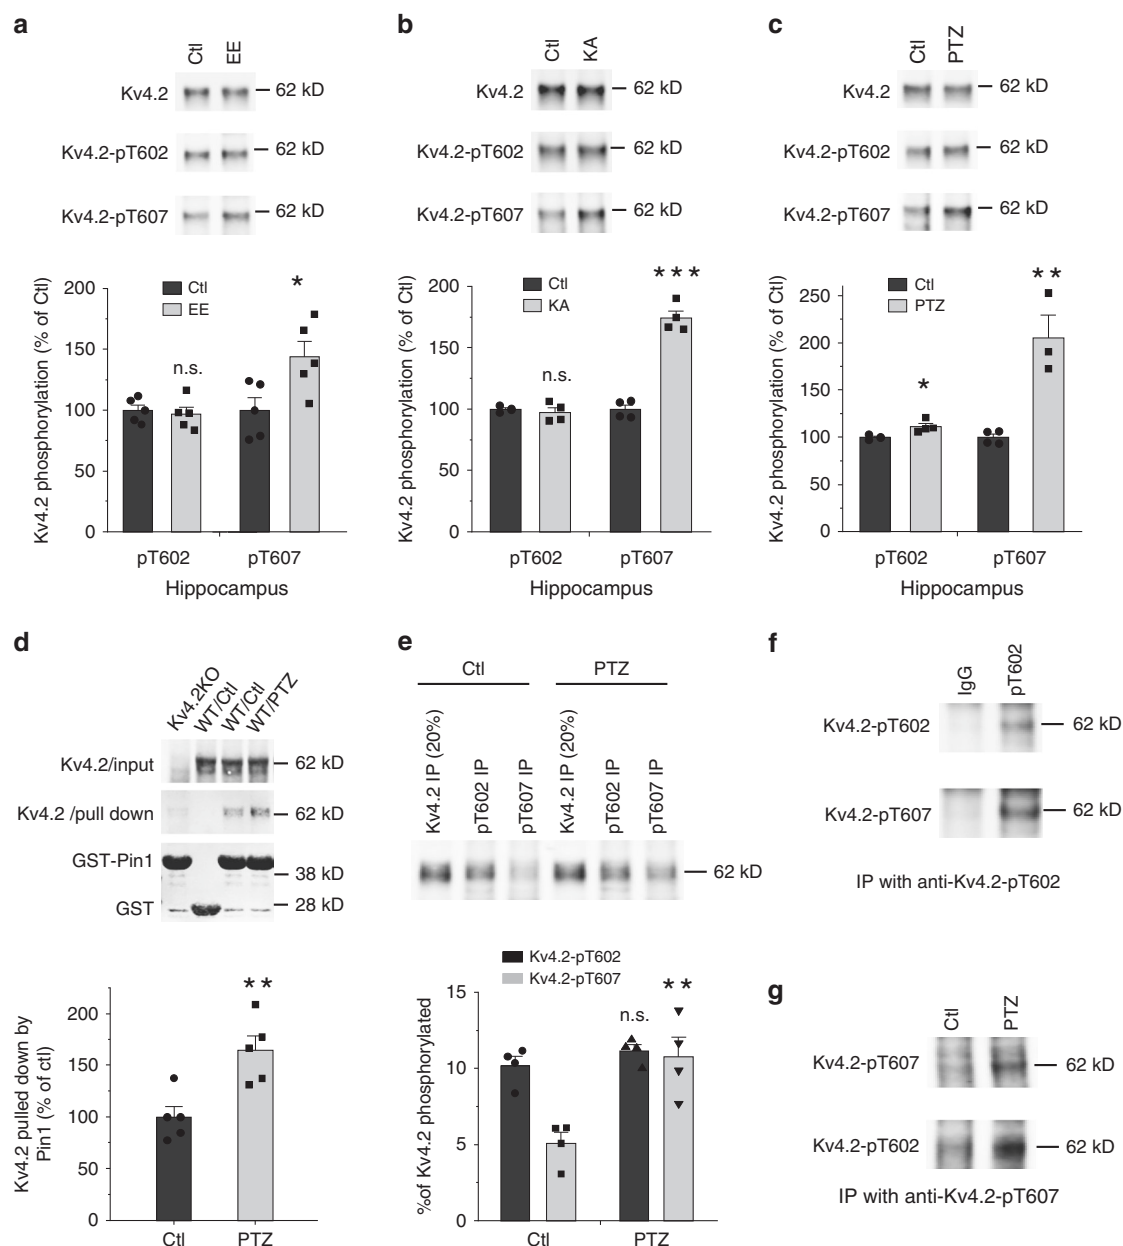 a
Ctl EE
Kv4.2 62 kD
Kv4.2-pT602 62 kD
Kv4.2-pT607 62 kD
Kv4.2 phosphorylation (% of Ctl)
200
150
100
50
0
Ctl
EE
n.s.
*
pT602 pT607
Hippocampus
b
Ctl KA
Kv4.2 62 kD
Kv4.2-pT602 62 kD
Kv4.2-pT607 62 kD
Kv4.2 phosphorylation (% of Ctl)
200
150
100
50
0
Ctl
KA
n.s.
***
pT602 pT607
Hippocampus
c
Ctl PTZ
Kv4.2 62 kD
Kv4.2-pT602 62 kD
Kv4.2-pT607 62 kD
Kv4.2 phosphorylation (% of Ctl)
250
200
150
100
50
0
Ctl
PTZ
*
**
pT602 pT607
Hippocampus
d
Kv4.2KO WT/Ctl WT/Ctl WT/PTZ
Kv4.2/input 62 kD
Kv4.2 /pull down 62 kD
GST-Pin1 38 kD
GST 28 kD
Kv4.2 pulled down by
Pin1 (% of ctl)
200
150
100
50
0
**
Ctl PTZ
e
Ctl PTZ
Kv4.2 IP (20%) pT602 IP pT607 IP Kv4.2 IP (20%) pT602 IP pT607 IP
62 kD
Kv4.2-pT602
Kv4.2-pT607
%of Kv4.2 phosphorylated
15
10
5
0
n.s.
**
Ctl PTZ
f
IgG pT602
Kv4.2-pT602 62 kD
Kv4.2-pT607 62 kD
IP with anti-Kv4.2-pT602
g
Ctl PTZ
Kv4.2-pT607 62 kD
Kv4.2-pT602 62 kD
IP with anti-Kv4.2-pT607